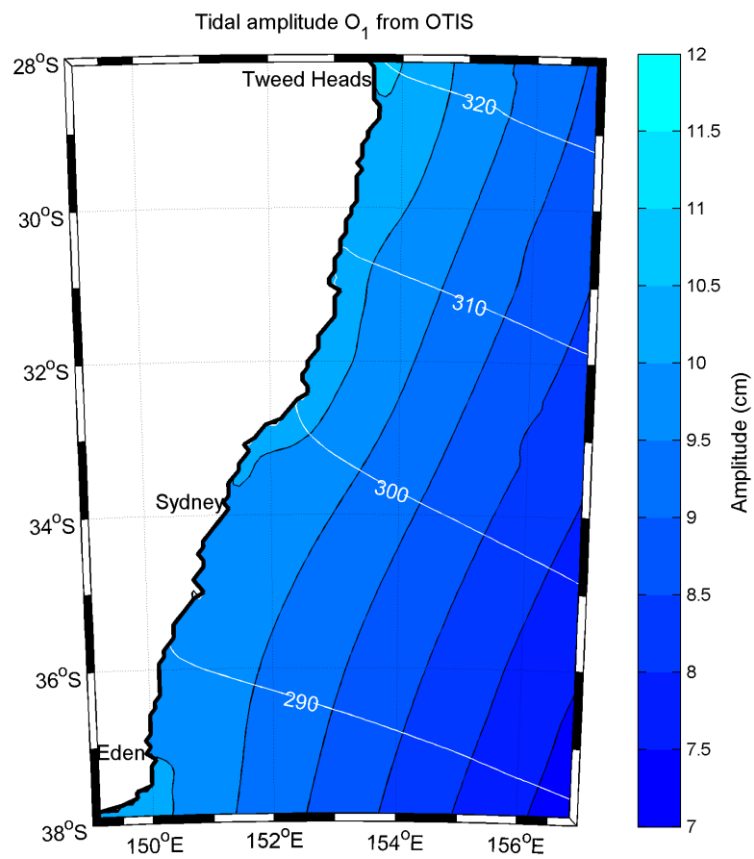 Tidal amplitude O₁ from OTIS
28°S
Tweed Heads
320
30°S
310
32°S
300
Sydney
34°S
36°S
290
Eden
38°S
150°E
152°E
154°E
156°E
12
11.5
11
10.5
10
9.5
9
8.5
8
7.5
7
Amplitude (cm)